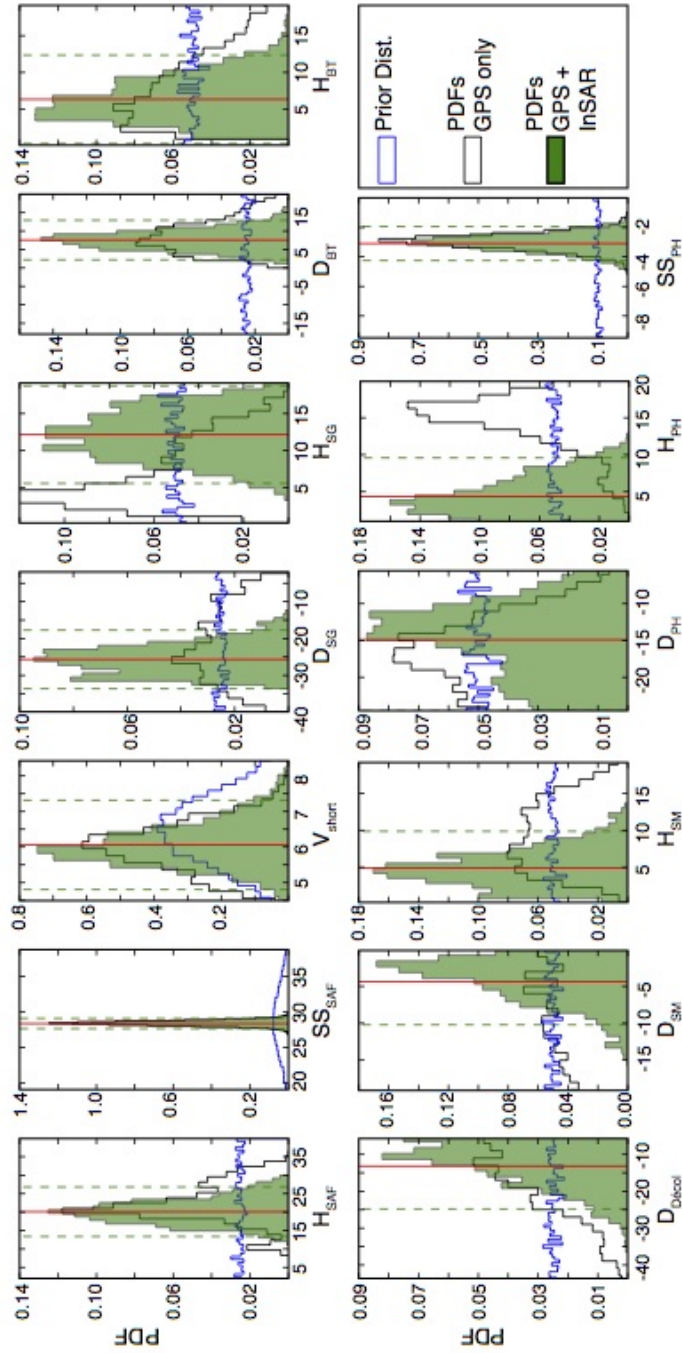 PDF
0.14
0.10
0.06
0.02
5 15 25 35
H_SAF
1.4
1.0
0.6
0.2
20 25 30 35
SS_SAF
0.8
0.6
0.4
0.2
5 6 7 8
V_short
0.10
0.06
0.02
-40 -30 -20 -10
D_SG
0.10
0.06
0.02
5 10 15
H_SG
0.14
0.10
0.06
0.02
-15 -5 5 15
D_BT
0.14
0.10
0.06
0.02
5 10 15
H_BT
PDF
0.09
0.07
0.05
0.03
0.01
-40 -30 -20 -10
D_Décol
0.16
0.12
0.08
0.04
0.00
-15 -10 -5
D_SM
0.18
0.14
0.10
0.06
0.02
5 10 15
H_SM
0.09
0.07
0.05
0.03
0.01
-20 -15 -10
D_PH
0.18
0.14
0.10
0.06
0.02
5 10 15 20
H_PH
0.9
0.7
0.5
0.3
0.1
-8 -6 -4 -2
SS_PH
Prior Dist.
PDFs
GPS only
PDFs
GPS +
InSAR